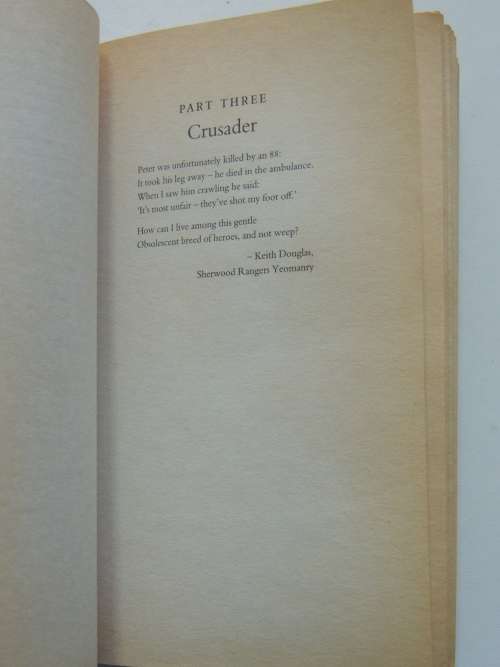 PART THREE
Crusader
Peter was unfortunately killed by an 88:
It took his leg away – he died in the ambulance.
When I saw him crawling he said:
'It's most unfair – they've shot my foot off.'
How can I live among this gentle
Obsolescent breed of heroes, and not weep?
– Keith Douglas,
Sherwood Rangers Yeomanry